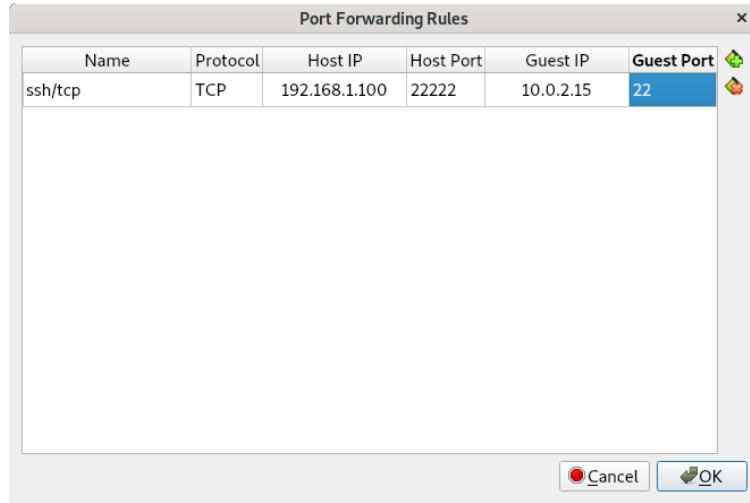 Port Forwarding Rules ×
Name Protocol Host IP Host Port Guest IP Guest Port
ssh/tcp TCP 192.168.1.100 22222 10.0.2.15 22
Cancel OK